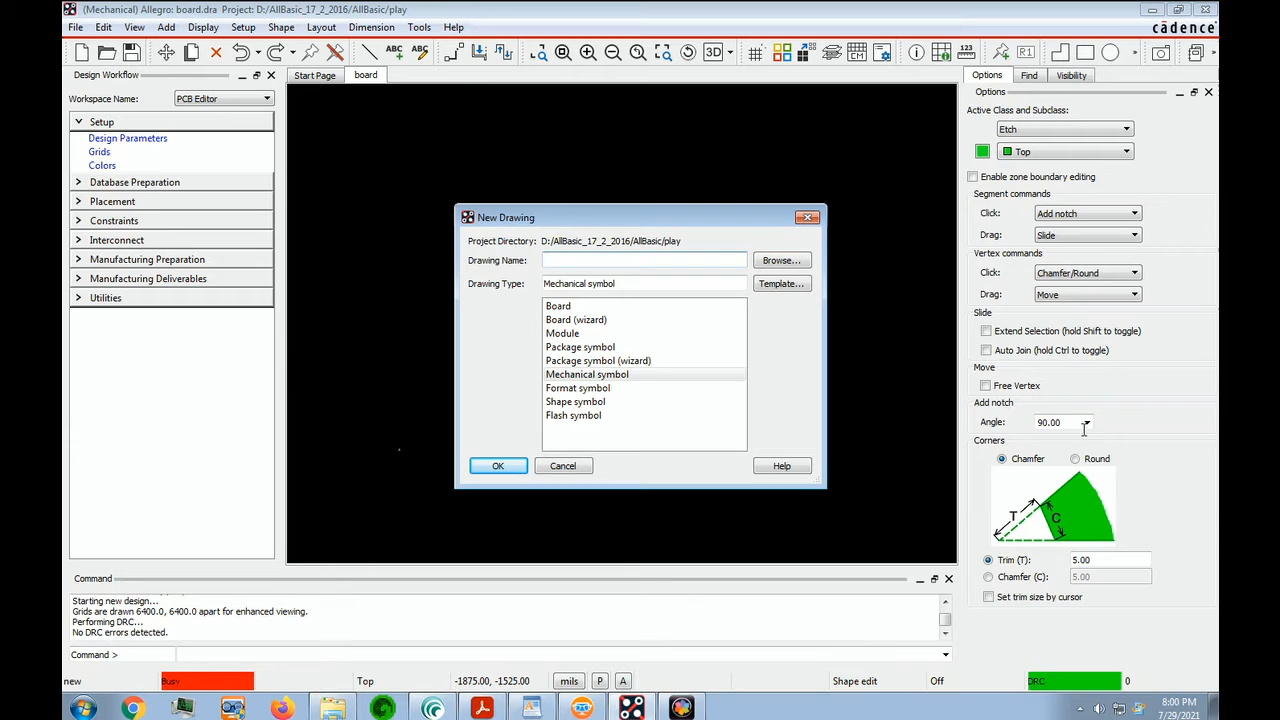 (Mechanical) Allegro: board.dra Project: D:/AllBasic_17_2_2016/AllBasic/play
File Edit View Add Display Setup Shape Layout Dimension Tools Help
cādence
ABC ABC 3D CM 123 R1
Design Workflow
Start Page board
Options Find Visibility
Workspace Name: PCB Editor
Options
Setup
Design Parameters
Grids
Colors
Database Preparation
Placement
Constraints
Interconnect
Manufacturing Preparation
Manufacturing Deliverables
Utilities
New Drawing
Project Directory: D:/AllBasic_17_2_2016/AllBasic/play
Drawing Name: Browse...
Drawing Type: Mechanical symbol Template...
Board
Board (wizard)
Module
Package symbol
Package symbol (wizard)
Mechanical symbol
Format symbol
Shape symbol
Flash symbol
OK Cancel Help
Active Class and Subclass:
Etch
Top
Enable zone boundary editing
Segment commands
Click: Add notch
Drag: Slide
Vertex commands
Click: Chamfer/Round
Drag: Move
Slide
Extend Selection (hold Shift to toggle)
Auto Join (hold Ctrl to toggle)
Move
Free Vertex
Add notch
Angle: 90.00
Corners
Chamfer Round
T C
Trim (T): 5.00
Chamfer (C): 5.00
Set trim size by cursor
Command
Starting new design...
Grids are drawn 6400.0, 6400.0 apart for enhanced viewing.
Performing DRC...
No DRC errors detected.
Command >
new Busy Top -1875.00, -1525.00 mils P A Shape edit Off DRC 0
8:00 PM
7/29/2021